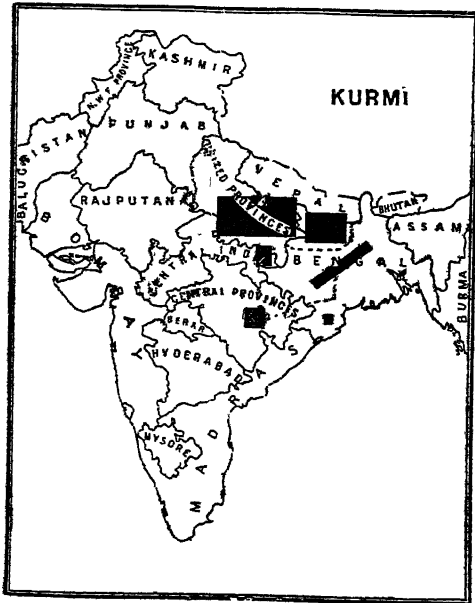 KASHMIR
KURMI
N.W.F. PROVINCE
PUNJAB
BALUCHISTAN
NEPAL
UNITED PROVINCES
RAJPUTANA
BHUTAN
ASSAM
CENTRAL INDIA
BENGAL
BOMBAY
CENTRAL PROVINCES
BURMA
BERAR
HYDERABAD
MADRAS
MYSORE